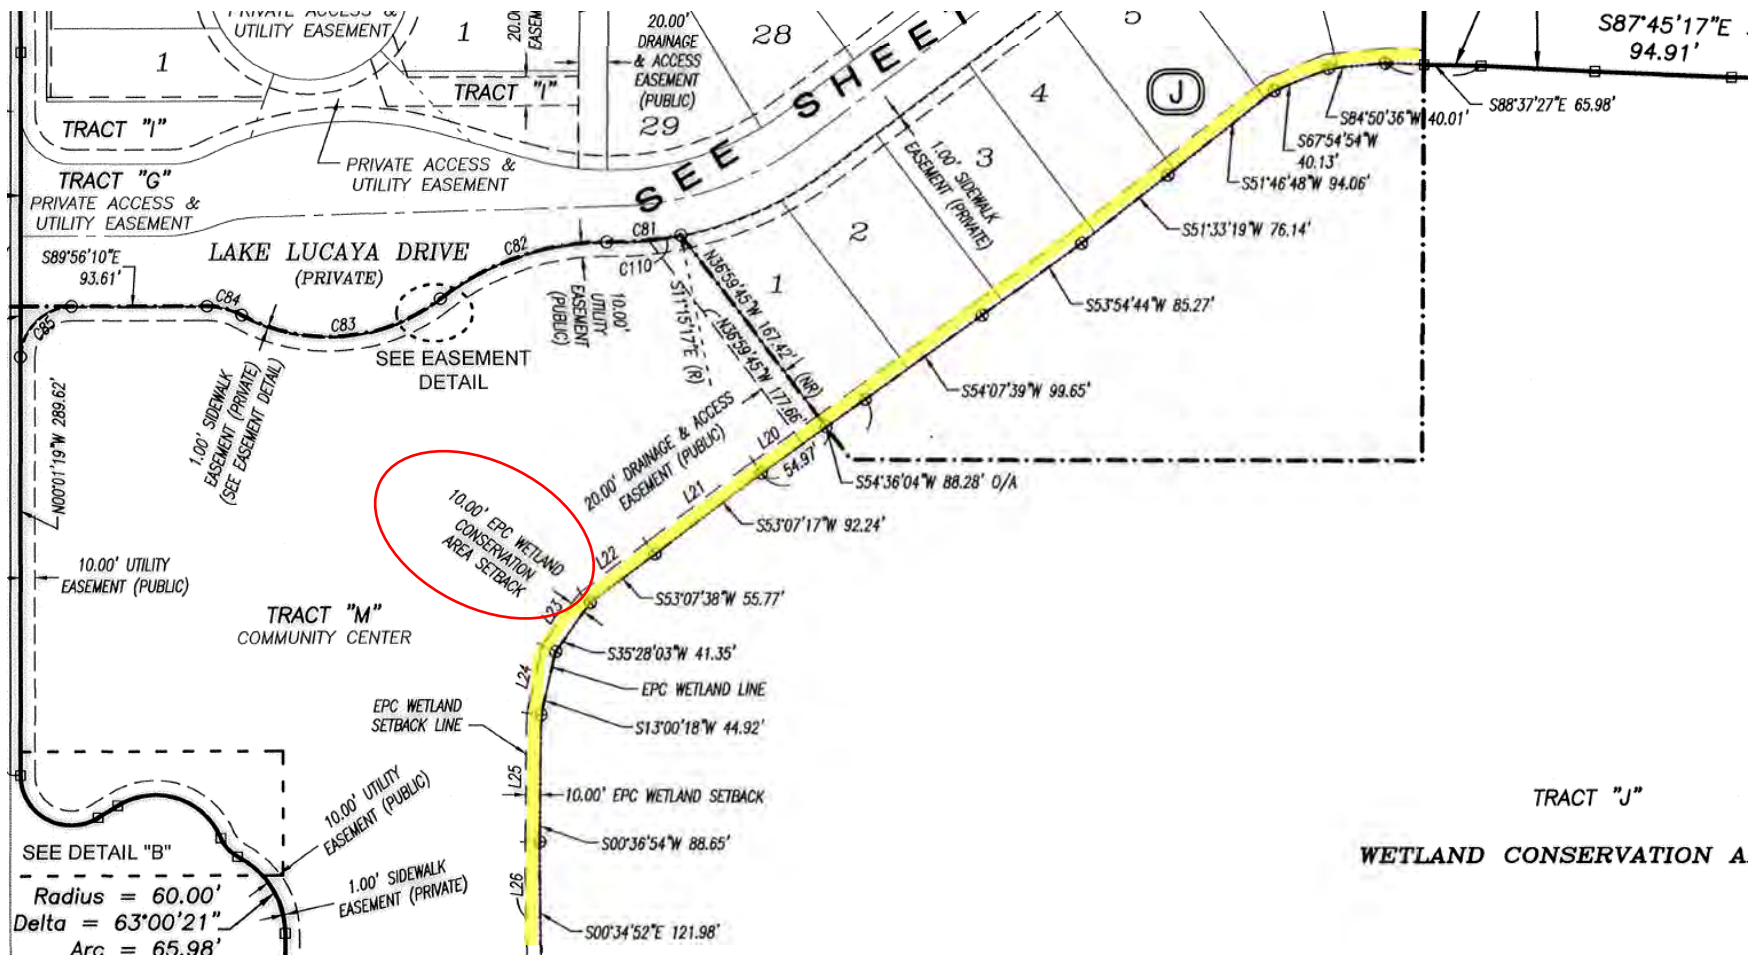 PRIVATE ACCESS &
UTILITY EASEMENT
1
1
20.00'
EASEM
20.00'
DRAINAGE
& ACCESS
EASEMENT
(PUBLIC)
28
29
SEE SHEET
5
S87°45'17"E
94.91'
TRACT "I"
TRACT "I"
PRIVATE ACCESS &
UTILITY EASEMENT
TRACT "G"
PRIVATE ACCESS &
UTILITY EASEMENT
4
J
3
2
1
1.00' SIDEWALK
EASEMENT (PRIVATE)
S88°37'27"E 65.98'
S84°50'36"W 40.01'
S67°54'54"W
40.13'
S51°46'48"W 94.06'
S51°33'19"W 76.14'
S53°54'44"W 85.27'
S54°07'39"W 99.65'
S89°56'10"E
93.61'
LAKE LUCAYA DRIVE
(PRIVATE)
C82
C81
C110
C84
C83
C85
10.00'
UTILITY
EASEMENT
(PUBLIC)
S11°15'17"E (R)
N36°59'45"W 167.42' (NR)
N36°59'45"W 177.66'
SEE EASEMENT
DETAIL
1.00' SIDEWALK
EASEMENT (PRIVATE)
(SEE EASEMENT DETAIL)
N00°01'19"W 289.62'
20.00' DRAINAGE & ACCESS
EASEMENT (PUBLIC)
L20
54.97'
S54°36'04"W 88.28' O/A
L21
S53°07'17"W 92.24'
10.00' EPC WETLAND
CONSERVATION
AREA SETBACK
L22
S53°07'38"W 55.77'
10.00' UTILITY
EASEMENT (PUBLIC)
TRACT "M"
COMMUNITY CENTER
L23
S35°28'03"W 41.35'
L24
EPC WETLAND LINE
EPC WETLAND
SETBACK LINE
S13°00'18"W 44.92'
L25
10.00' EPC WETLAND SETBACK
10.00' UTILITY
EASEMENT (PUBLIC)
TRACT "J"
WETLAND CONSERVATION A
S00°36'54"W 88.65'
SEE DETAIL "B"
1.00' SIDEWALK
EASEMENT (PRIVATE)
L26
Radius = 60.00'
Delta = 63°00'21"
Arc = 65.98'
S00°34'52"E 121.98'